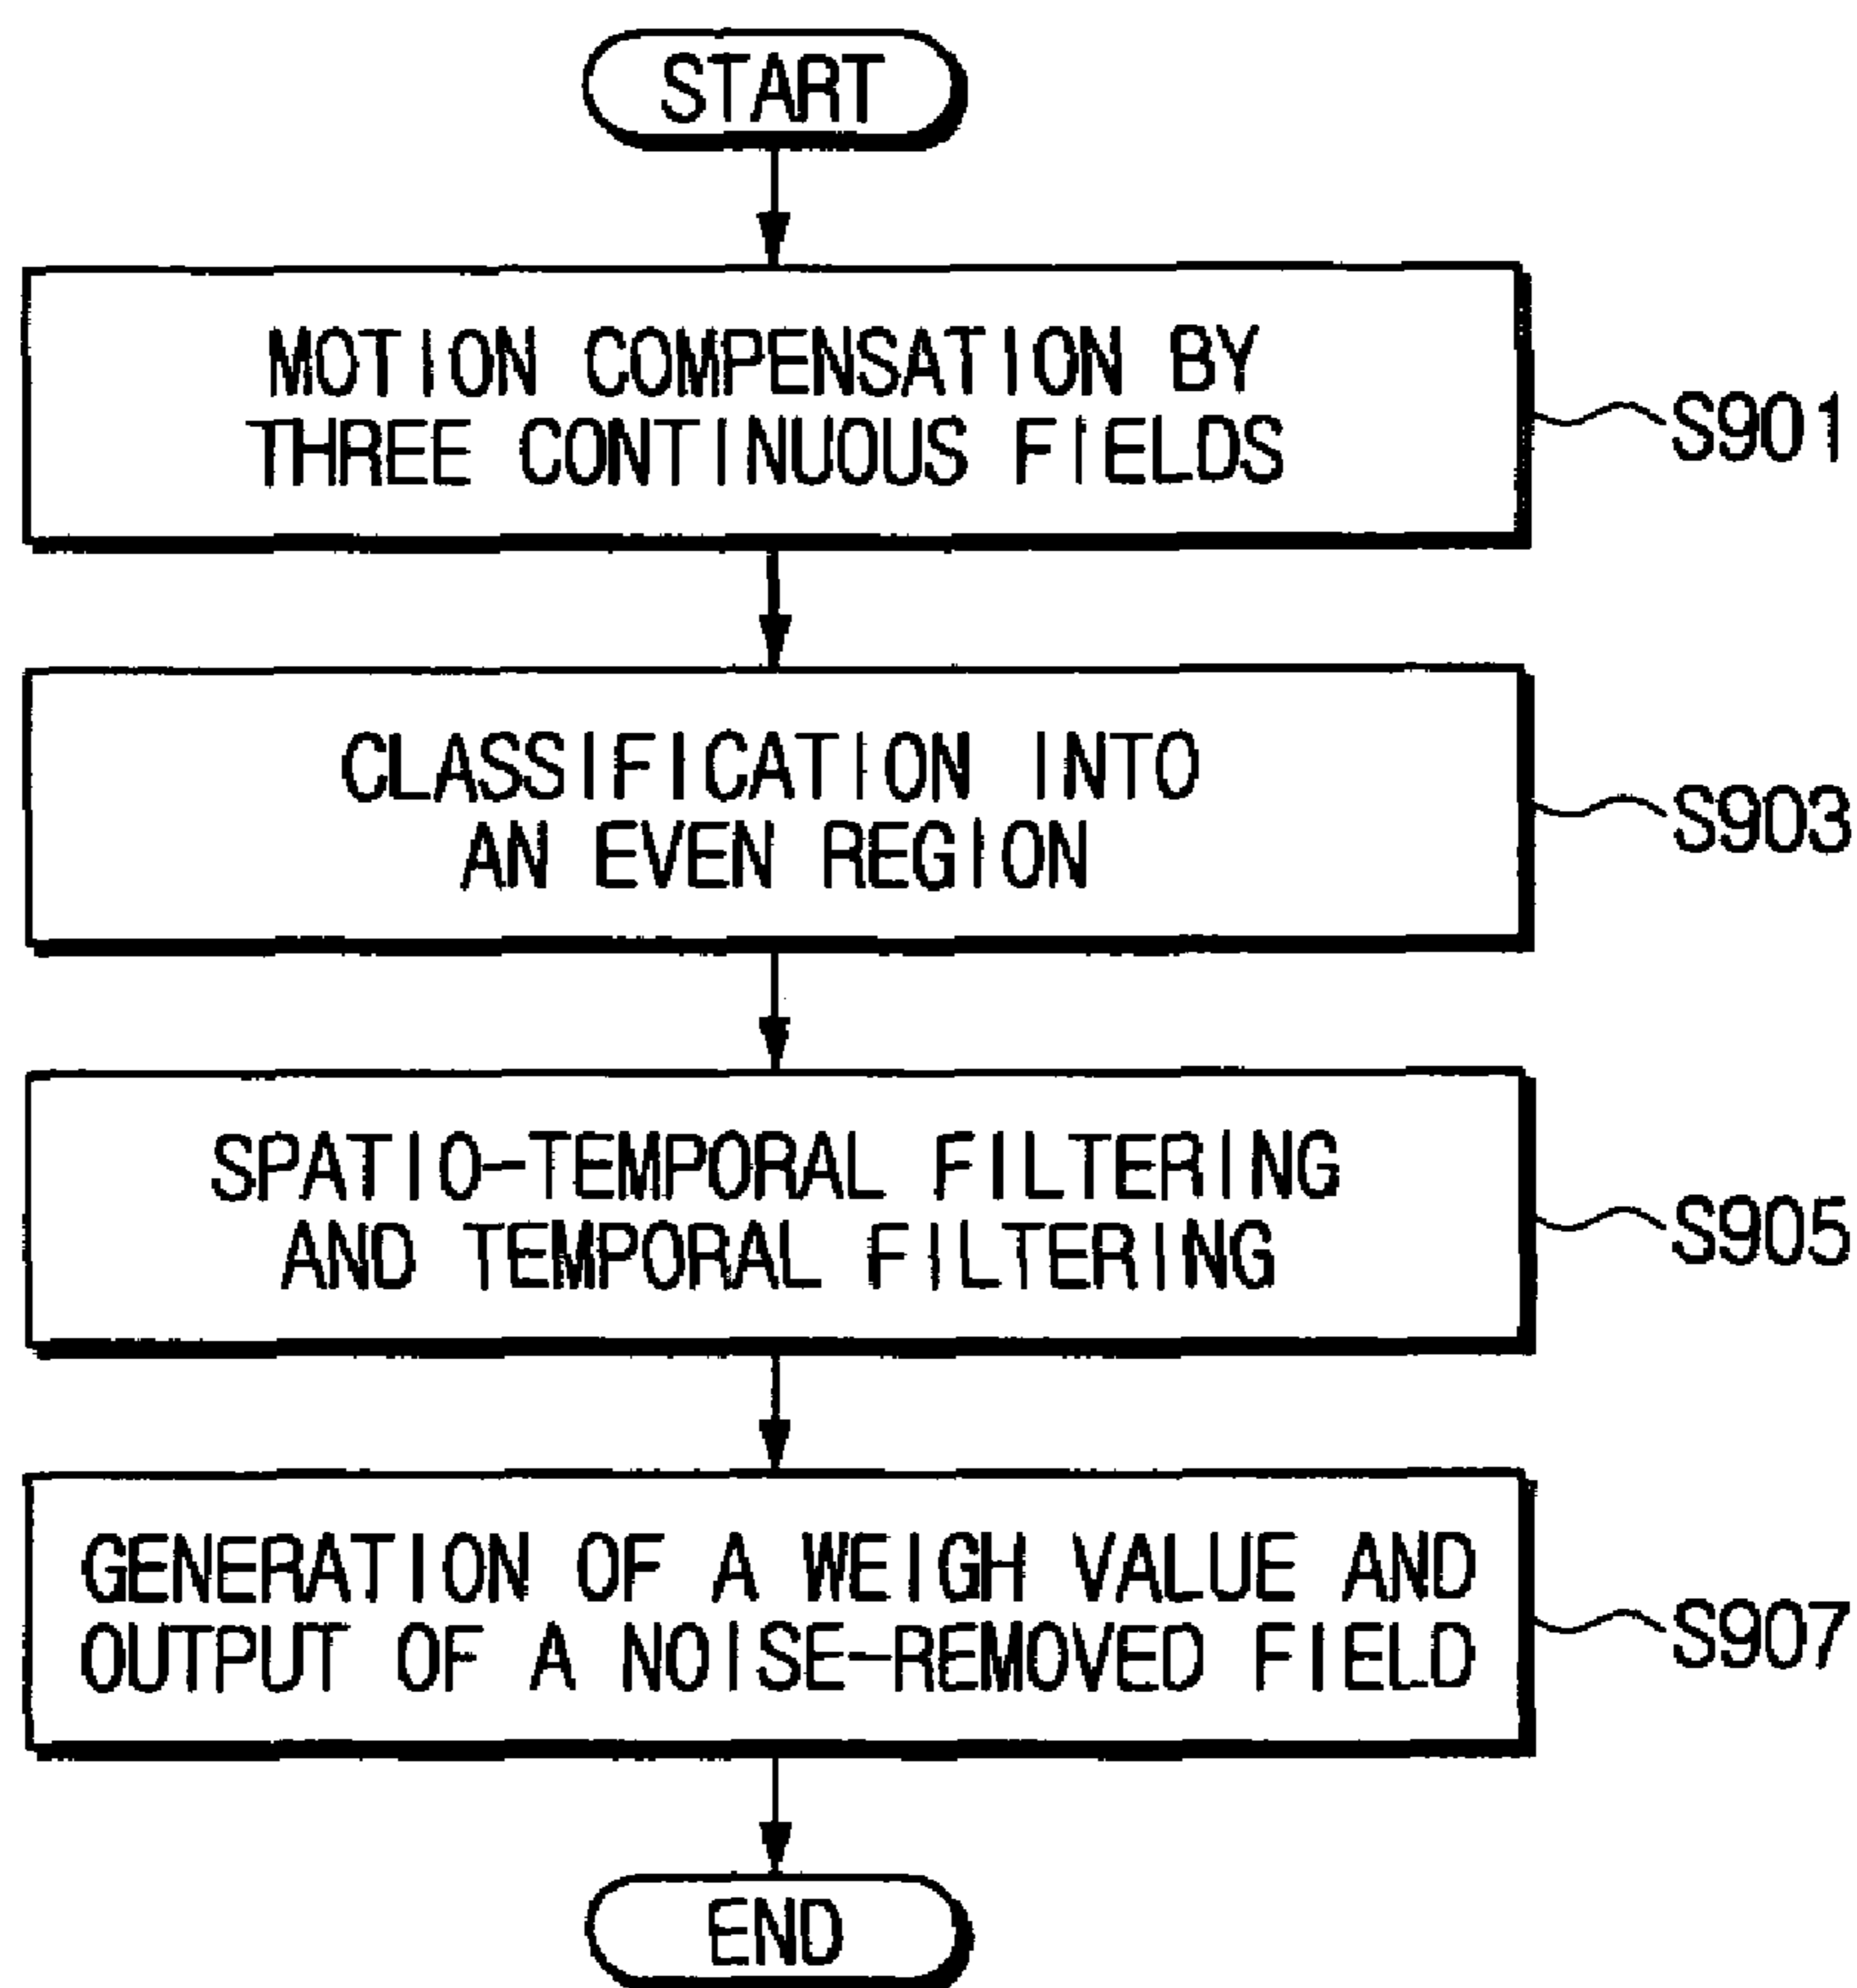 START
MOTION COMPENSATION BY
THREE CONTINUOUS FIELDS
S901
CLASSIFICATION INTO
AN EVEN REGION
S903
SPATIO-TEMPORAL FILTERING
AND TEMPORAL FILTERING
S905
GENERATION OF A WEIGH VALUE AND
OUTPUT OF A NOISE-REMOVED FIELD
S907
END